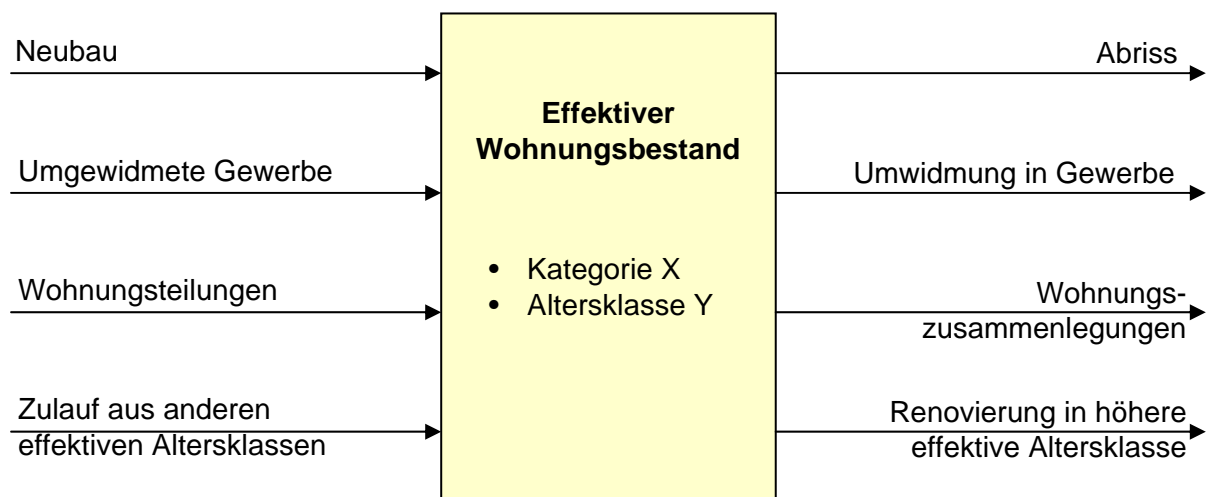 Neubau
Umgewidmete Gewerbe
Wohnungsteilungen
Zulauf aus anderen
effektiven Altersklassen
Effektiver
Wohnungsbestand
• Kategorie X
• Altersklasse Y
Abriss
Umwidmung in Gewerbe
Wohnungs-
zusammenlegungen
Renovierung in höhere
effektive Altersklasse